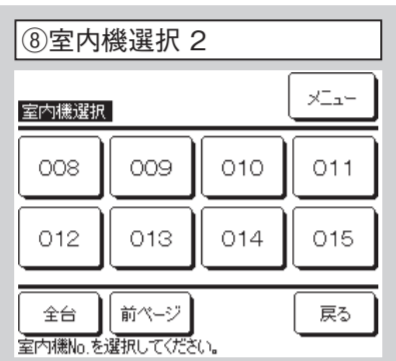 ⑧室内機選択 2
メニュー
室内機選択
008 009 010 011
012 013 014 015
全台 前ページ 戻る
室内機No.を選択してください。